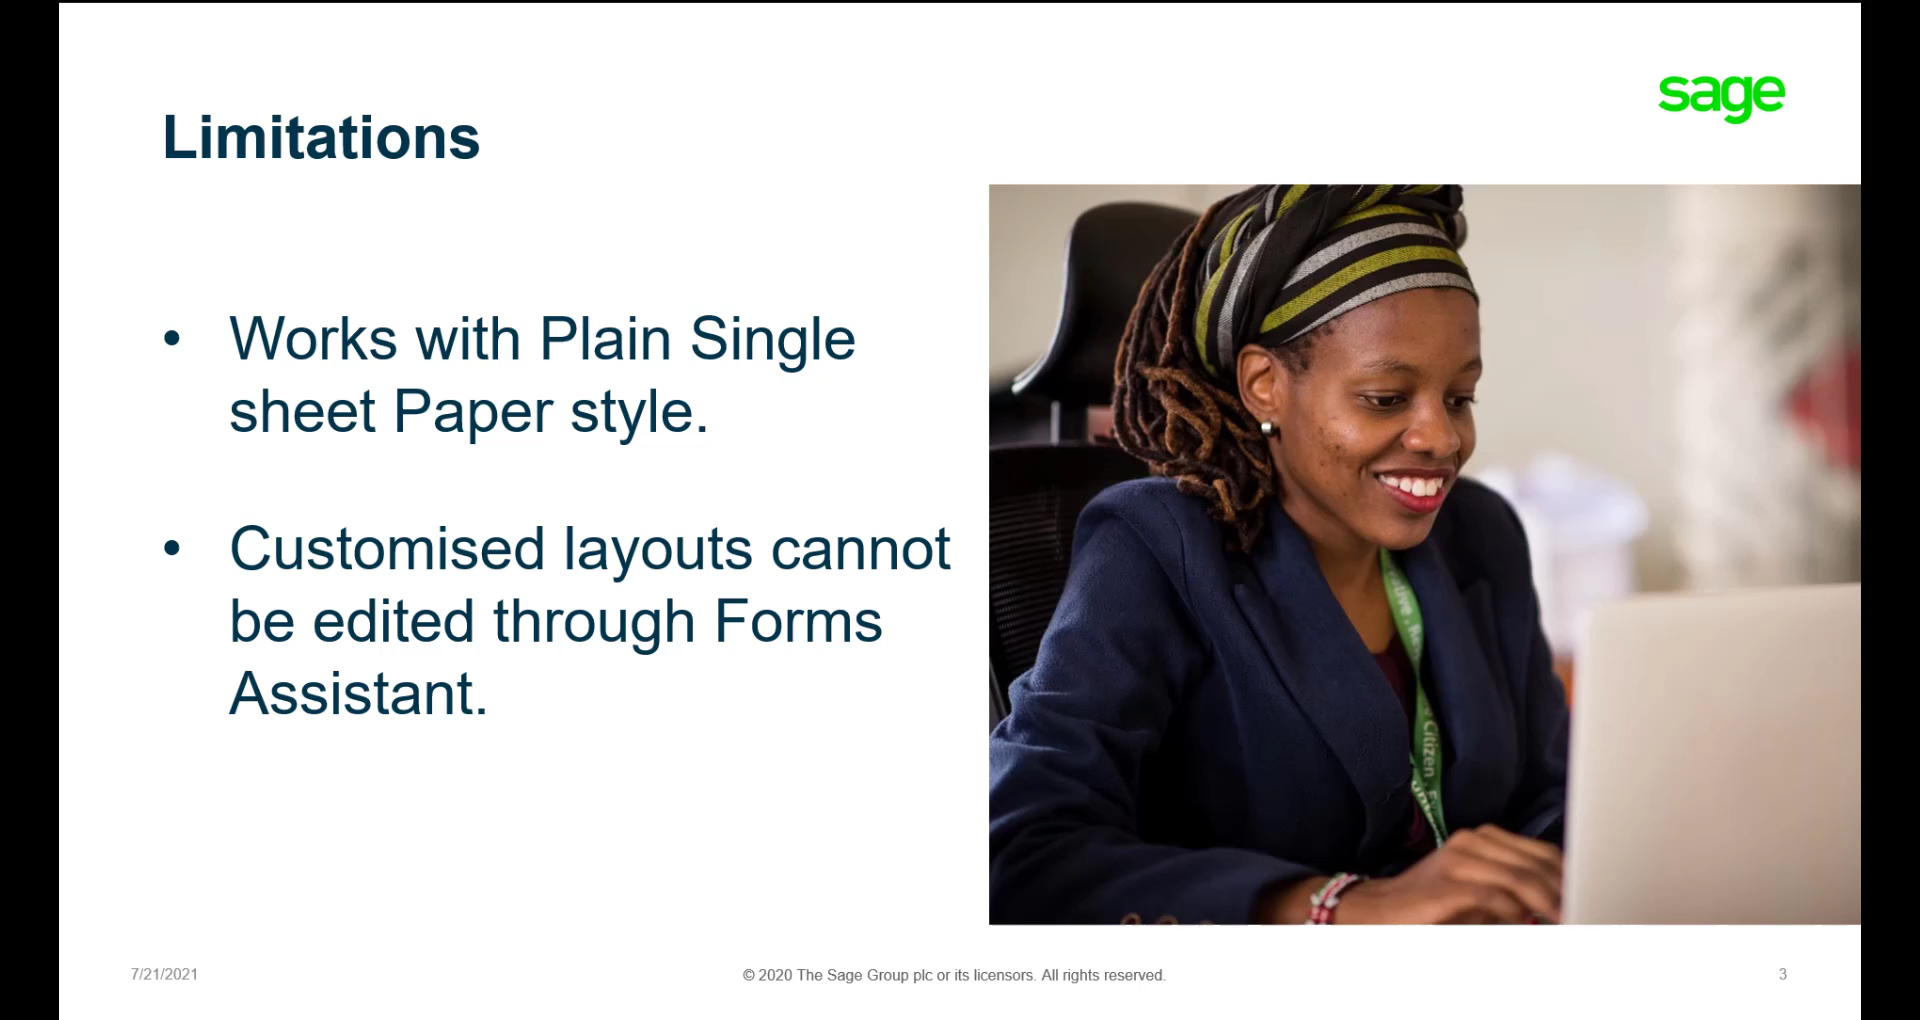 sage
Limitations
• Works with Plain Single
sheet Paper style.
• Customised layouts cannot
be edited through Forms
Assistant.
Citizen
7/21/2021
© 2020 The Sage Group plc or its licensors. All rights reserved.
3